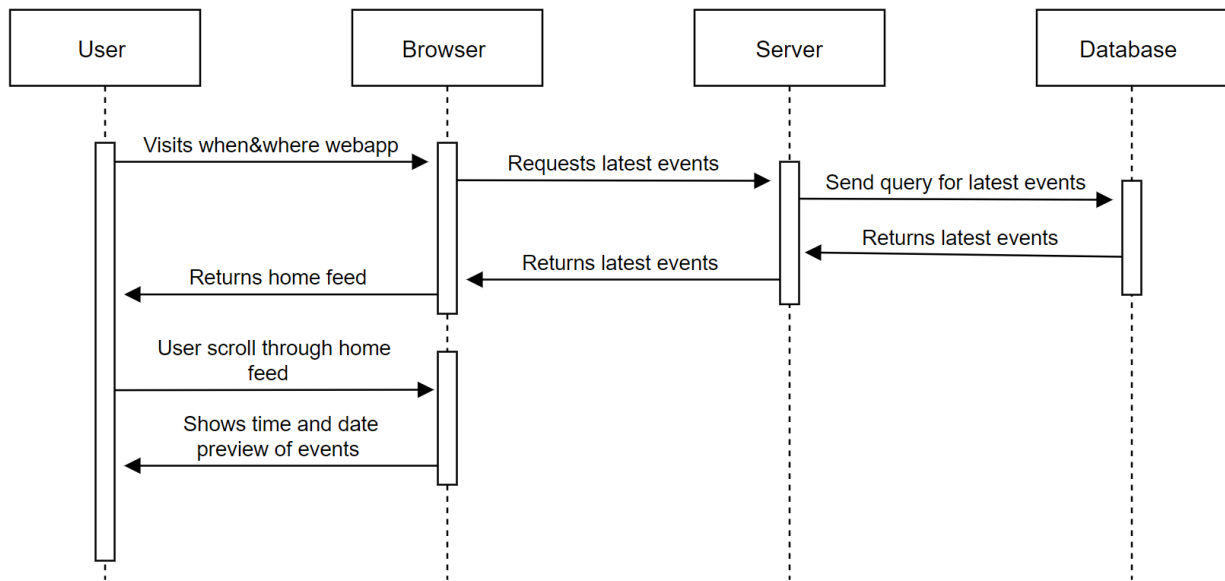 User
Browser
Server
Database
Visits when&where webapp
Requests latest events
Send query for latest events
Returns latest events
Returns latest events
Returns home feed
User scroll through home
feed
Shows time and date
preview of events